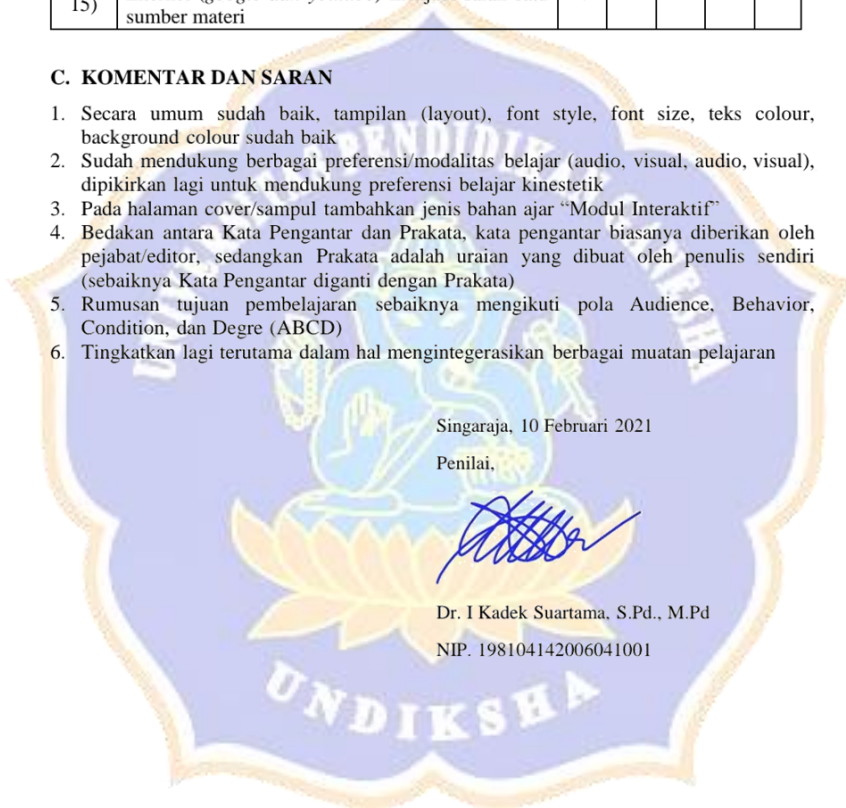 15)
sumber materi
C. KOMENTAR DAN SARAN
1. Secara umum sudah baik, tampilan (layout), font style, font size, teks colour,
background colour sudah baik
2. Sudah mendukung berbagai preferensi/modalitas belajar (audio, visual, audio, visual),
dipikirkan lagi untuk mendukung preferensi belajar kinestetik
3. Pada halaman cover/sampul tambahkan jenis bahan ajar “Modul Interaktif”
4. Bedakan antara Kata Pengantar dan Prakata, kata pengantar biasanya diberikan oleh
pejabat/editor, sedangkan Prakata adalah uraian yang dibuat oleh penulis sendiri
(sebaiknya Kata Pengantar diganti dengan Prakata)
5. Rumusan tujuan pembelajaran sebaiknya mengikuti pola Audience, Behavior,
Condition, dan Degre (ABCD)
6. Tingkatkan lagi terutama dalam hal mengintegerasikan berbagai muatan pelajaran
Singaraja, 10 Februari 2021
Penilai,
Dr. I Kadek Suartama, S.Pd., M.Pd
NIP. 198104142006041001
UNDIKSHA